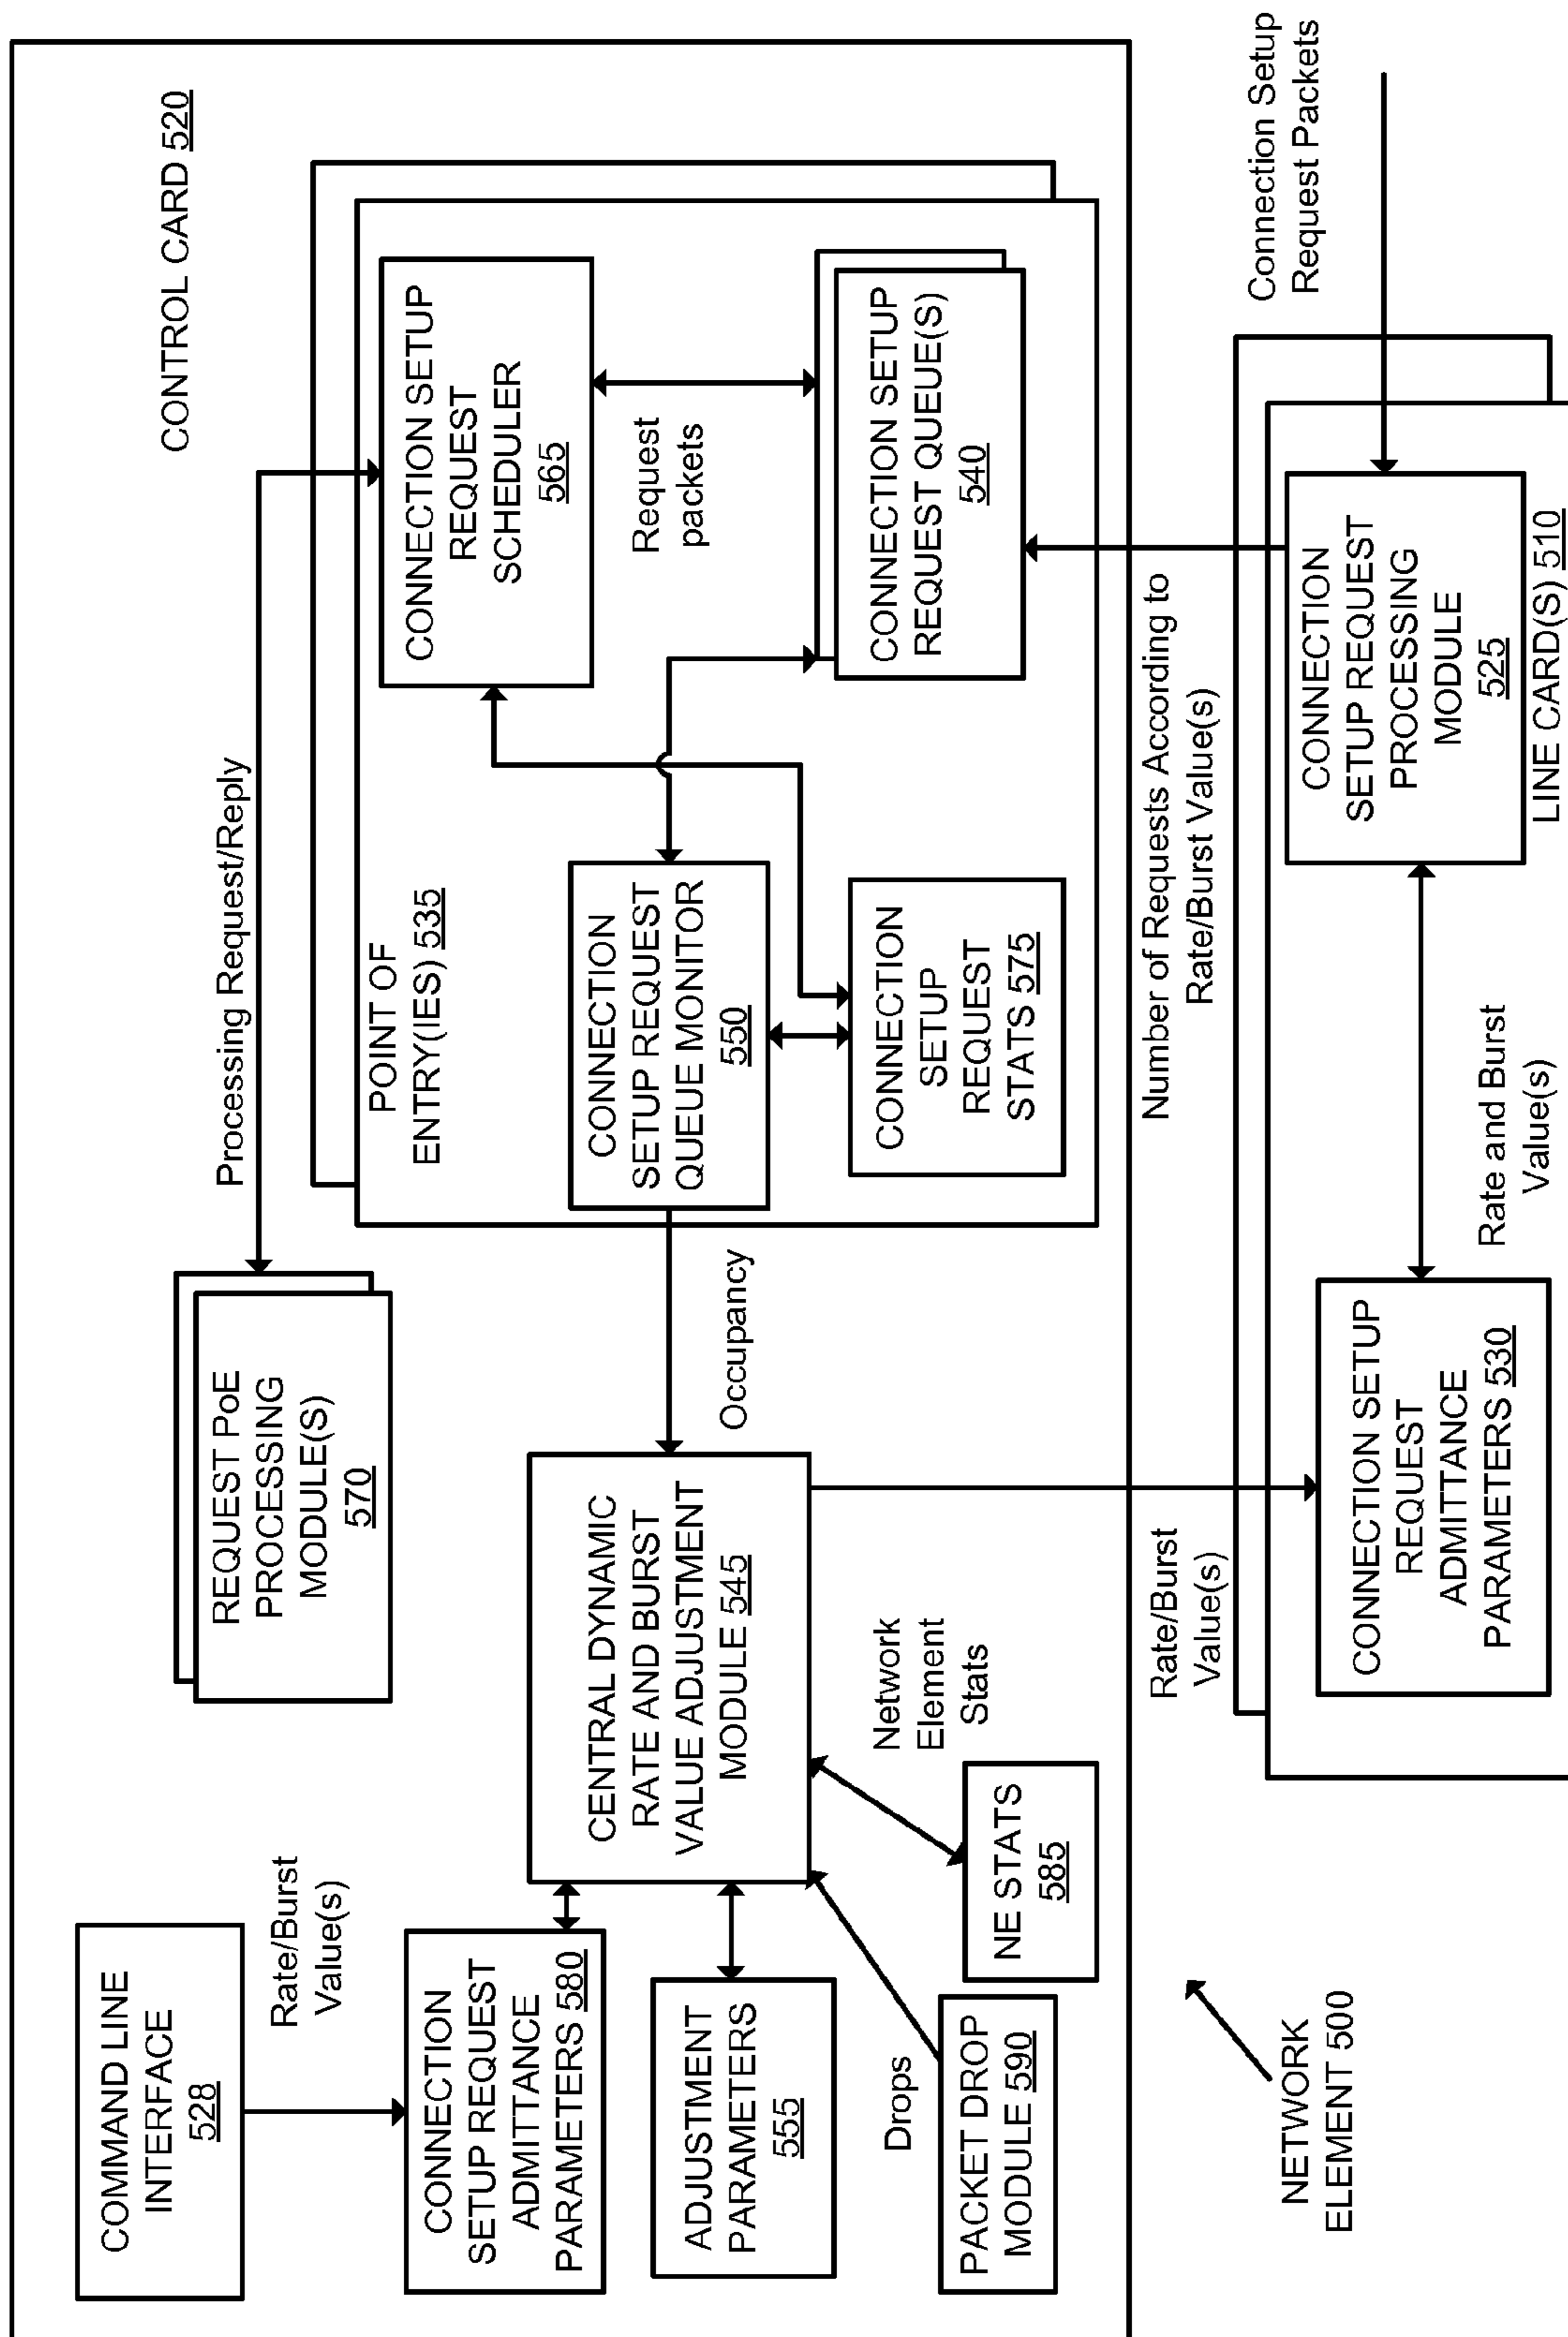 CONTROL CARD 520
COMMAND LINE
INTERFACE
528
Rate/Burst
Value(s)
CONNECTION
SETUP REQUEST
ADMITTANCE
PARAMETERS 580
ADJUSTMENT
PARAMETERS
555
Drops
PACKET DROP
MODULE 590
NE STATS
585
Network
Element
Stats
CENTRAL DYNAMIC
RATE AND BURST
VALUE ADJUSTMENT
MODULE 545
REQUEST PoE
PROCESSING
MODULE(S)
570
Processing Request/Reply
Occupancy
POINT OF
ENTRY(IES) 535
CONNECTION
SETUP REQUEST
QUEUE MONITOR
550
CONNECTION
SETUP
REQUEST
STATS 575
CONNECTION SETUP
REQUEST
SCHEDULER
565
Request
packets
CONNECTION SETUP
REQUEST QUEUE(S)
540
Rate/Burst
Value(s)
Number of Requests According to
Rate/Burst Value(s)
Connection Setup
Request Packets
CONNECTION SETUP
REQUEST
ADMITTANCE
PARAMETERS 530
Rate and Burst
Value(s)
CONNECTION
SETUP REQUEST
PROCESSING
MODULE
525
LINE CARD(S) 510
NETWORK
ELEMENT 500